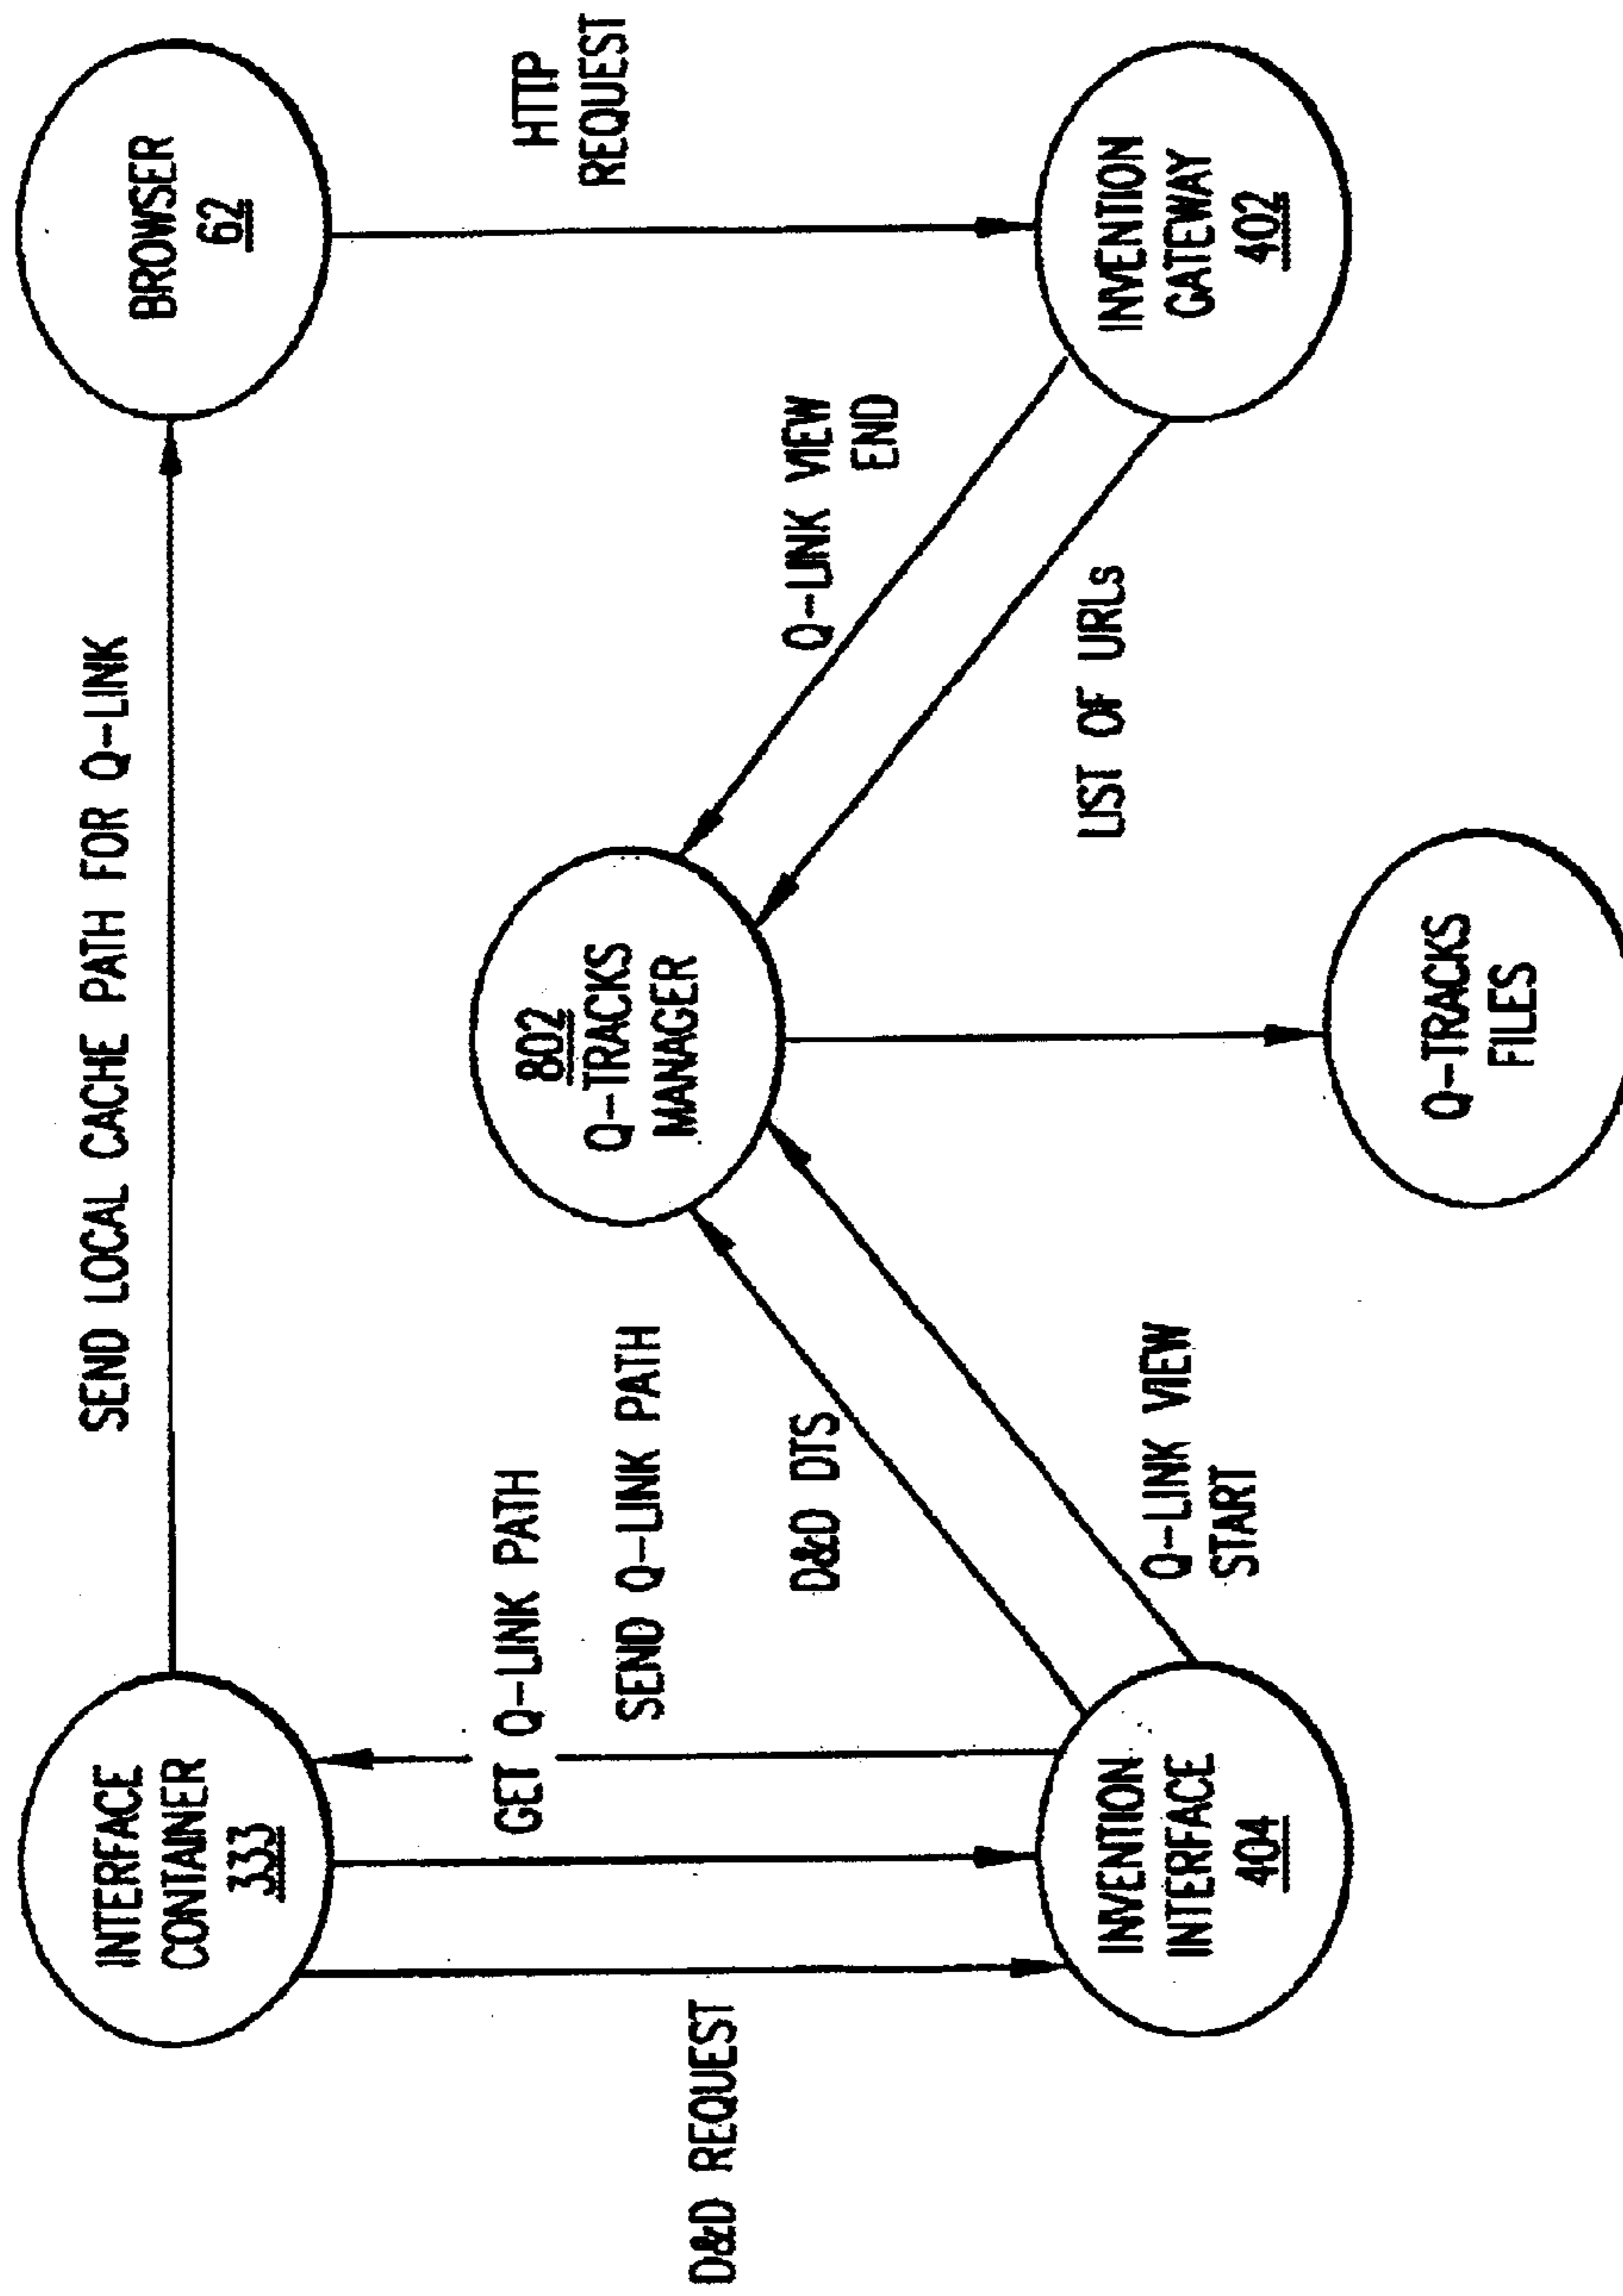 SEND LOCAL CACHE PATH FOR Q-LINK
INTERFACE
CONTAINER
333
BROWSER
62
GET Q-LINK PATH
SEND Q-LINK PATH
HTTP
REQUEST
D&D REQUEST
802
Q-TRACKS
MANAGER
D&D DTS
Q-LINK VIEW
END
INVENTION
INTERFACE
404
Q-LINK VIEW
START
LIST OF URLs
INVENTION
GATEWAY
402
Q-TRACKS
FILES